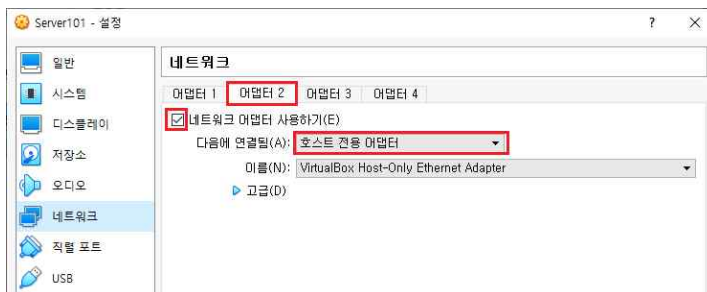 Server101 - 설정
? ×
일반
시스템
디스플레이
저장소
오디오
네트워크
직렬 포트
USB
네트워크
어댑터 1 어댑터 2 어댑터 3 어댑터 4
네트워크 어댑터 사용하기(E)
다음에 연결됨(A): 호스트 전용 어댑터
이름(N): VirtualBox Host-Only Ethernet Adapter
고급(D)